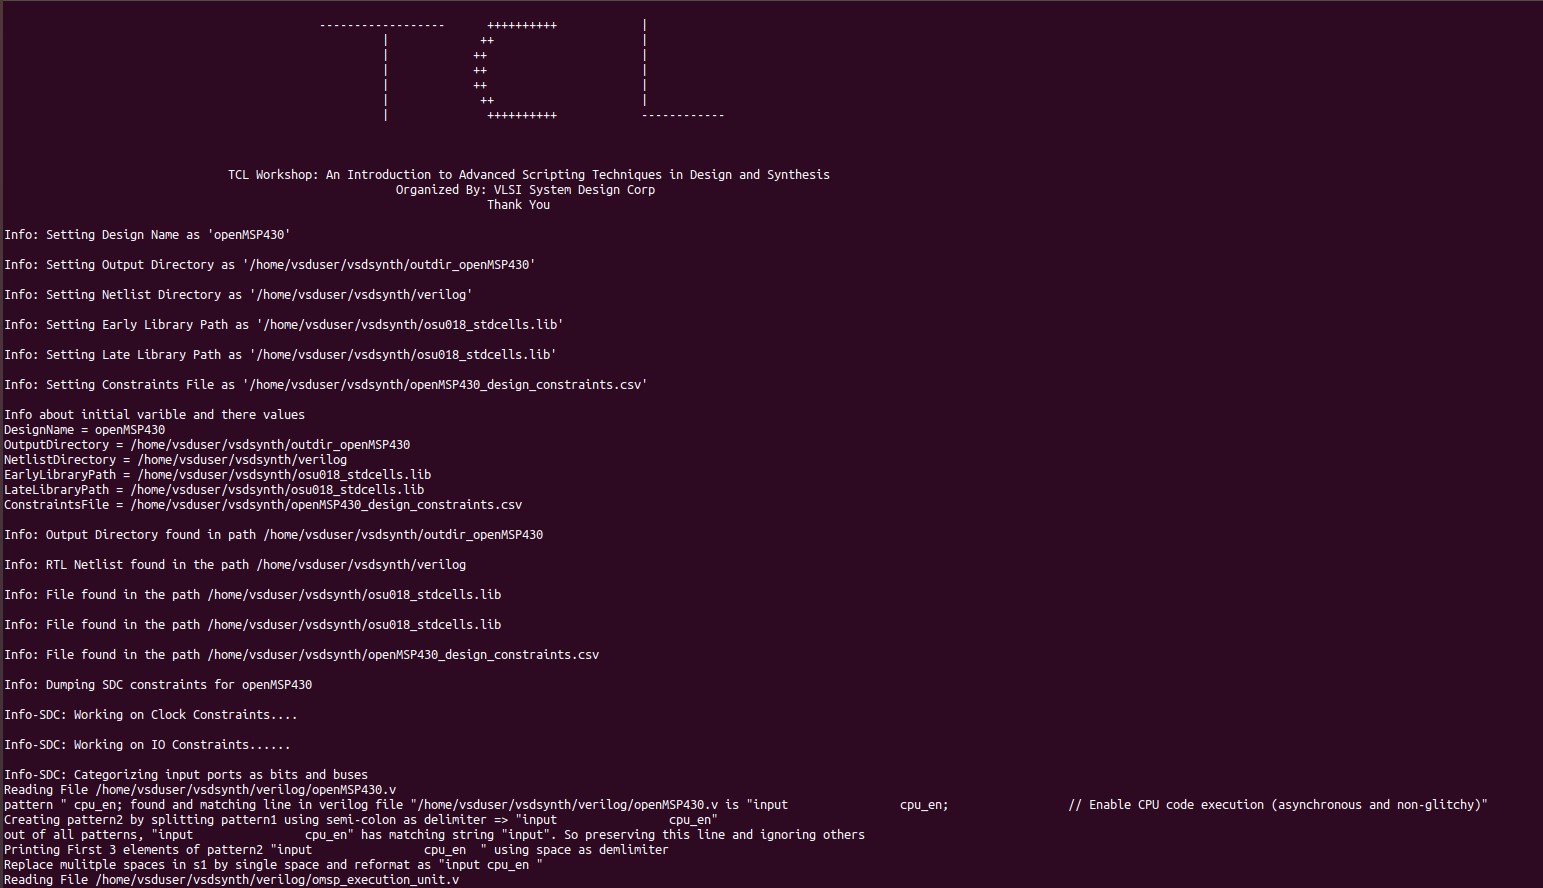 ------------------      ++++++++++            |
         |             ++                     |
         |            ++                      |
         |            ++                      |
         |            ++                      |
         |             ++                     |
         |              ++++++++++            ------------
TCL Workshop: An Introduction to Advanced Scripting Techniques in Design and Synthesis
Organized By: VLSI System Design Corp
Thank You
Info: Setting Design Name as 'openMSP430'
Info: Setting Output Directory as '/home/vsduser/vsdsynth/outdir_openMSP430'
Info: Setting Netlist Directory as '/home/vsduser/vsdsynth/verilog'
Info: Setting Early Library Path as '/home/vsduser/vsdsynth/osu018_stdcells.lib'
Info: Setting Late Library Path as '/home/vsduser/vsdsynth/osu018_stdcells.lib'
Info: Setting Constraints File as '/home/vsduser/vsdsynth/openMSP430_design_constraints.csv'
Info about initial varible and there values
DesignName = openMSP430
OutputDirectory = /home/vsduser/vsdsynth/outdir_openMSP430
NetlistDirectory = /home/vsduser/vsdsynth/verilog
EarlyLibraryPath = /home/vsduser/vsdsynth/osu018_stdcells.lib
LateLibraryPath = /home/vsduser/vsdsynth/osu018_stdcells.lib
ConstraintsFile = /home/vsduser/vsdsynth/openMSP430_design_constraints.csv
Info: Output Directory found in path /home/vsduser/vsdsynth/outdir_openMSP430
Info: RTL Netlist found in the path /home/vsduser/vsdsynth/verilog
Info: File found in the path /home/vsduser/vsdsynth/osu018_stdcells.lib
Info: File found in the path /home/vsduser/vsdsynth/osu018_stdcells.lib
Info: File found in the path /home/vsduser/vsdsynth/openMSP430_design_constraints.csv
Info: Dumping SDC constraints for openMSP430
Info-SDC: Working on Clock Constraints....
Info-SDC: Working on IO Constraints......
Info-SDC: Categorizing input ports as bits and buses
Reading File /home/vsduser/vsdsynth/verilog/openMSP430.v
pattern " cpu_en; found and matching line in verilog file "/home/vsduser/vsdsynth/verilog/openMSP430.v is "input                cpu_en;                 // Enable CPU code execution (asynchronous and non-glitchy)"
Creating pattern2 by splitting pattern1 using semi-colon as delimiter => "input                cpu_en"
out of all patterns, "input                cpu_en" has matching string "input". So preserving this line and ignoring others
Printing First 3 elements of pattern2 "input                cpu_en  " using space as demlimiter
Replace mulitple spaces in s1 by single space and reformat as "input cpu_en "
Reading File /home/vsduser/vsdsynth/verilog/omsp_execution_unit.v